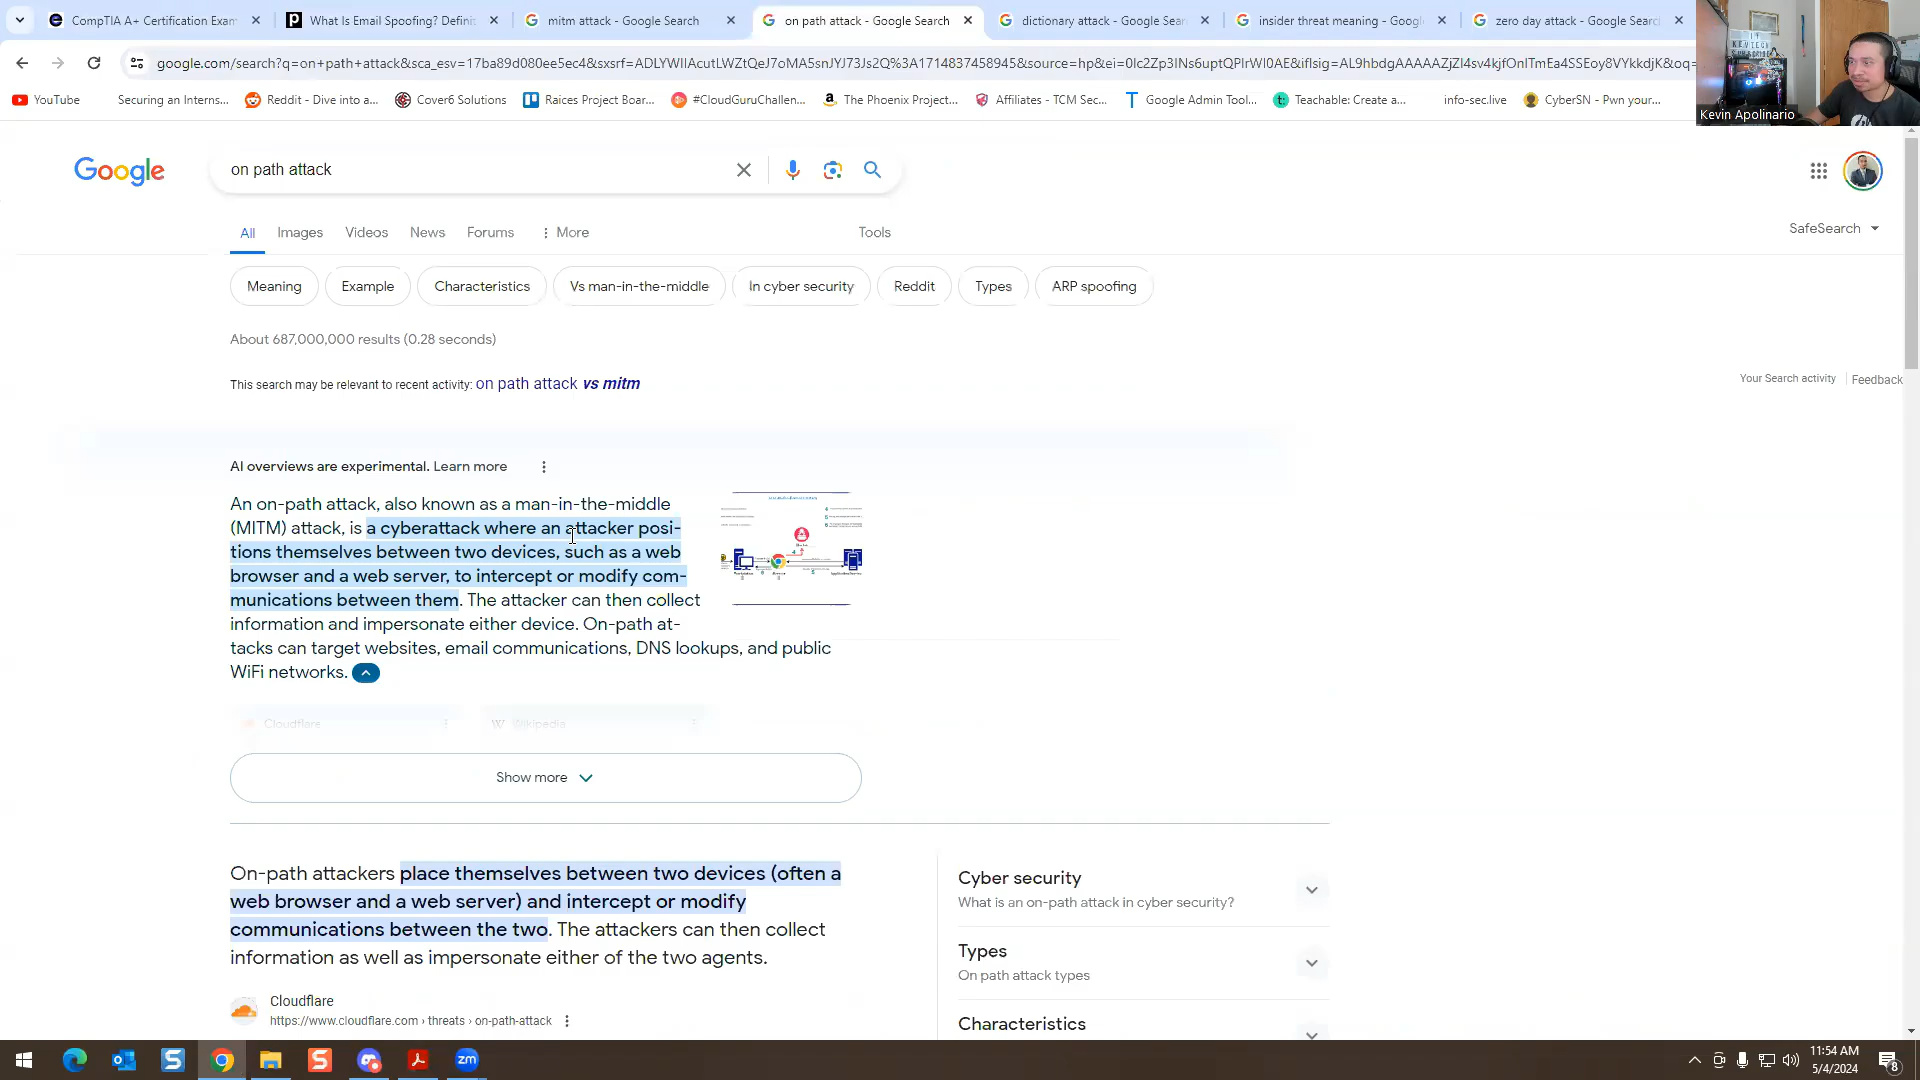 CompTIA A+ Certification Exam
What Is Email Spoofing? Definit
mitm attack - Google Search
on path attack - Google Search
dictionary attack - Google Sear
insider threat meaning - Googl
zero day attack - Google Searc
google.com/search?q=on+path+attack&sca_esv=17ba89d080ee5ec4&sxsrf=ADLYWIIAcutLWZtQeJ7oMA5snJYJ73Js2Q%3A1714837458945&source=hp&ei=0lc2Zp3INs6uptQPIrWI0AE&iflsig=AL9hbdgAAAAAZjZl4sv4kjfOnITmEa4SSEoy8VYkkdjK&oq=
YouTube
Securing an Interns...
Reddit - Dive into a...
Cover6 Solutions
Raices Project Boar...
#CloudGuruChallen...
The Phoenix Project...
Affiliates - TCM Sec...
Google Admin Tool...
Teachable: Create a...
info-sec.live
CyberSN - Pwn your...
Kevin Apolinario
Google
on path attack
All
Images
Videos
News
Forums
More
Tools
SafeSearch
Meaning
Example
Characteristics
Vs man-in-the-middle
In cyber security
Reddit
Types
ARP spoofing
About 687,000,000 results (0.28 seconds)
This search may be relevant to recent activity: on path attack vs mitm
Your Search activity
Feedback
AI overviews are experimental. Learn more
An on-path attack, also known as a man-in-the-middle
(MITM) attack, is a cyberattack where an attacker posi-
tions themselves between two devices, such as a web
browser and a web server, to intercept or modify com-
munications between them. The attacker can then collect
information and impersonate either device. On-path at-
tacks can target websites, email communications, DNS lookups, and public
WiFi networks.
Cloudflare
W Wikipedia
Show more
On-path attackers place themselves between two devices (often a
web browser and a web server) and intercept or modify
communications between the two. The attackers can then collect
information as well as impersonate either of the two agents.
Cloudflare
https://www.cloudflare.com › threats › on-path-attack
Cyber security
What is an on-path attack in cyber security?
Types
On path attack types
Characteristics
11:54 AM
5/4/2024
8